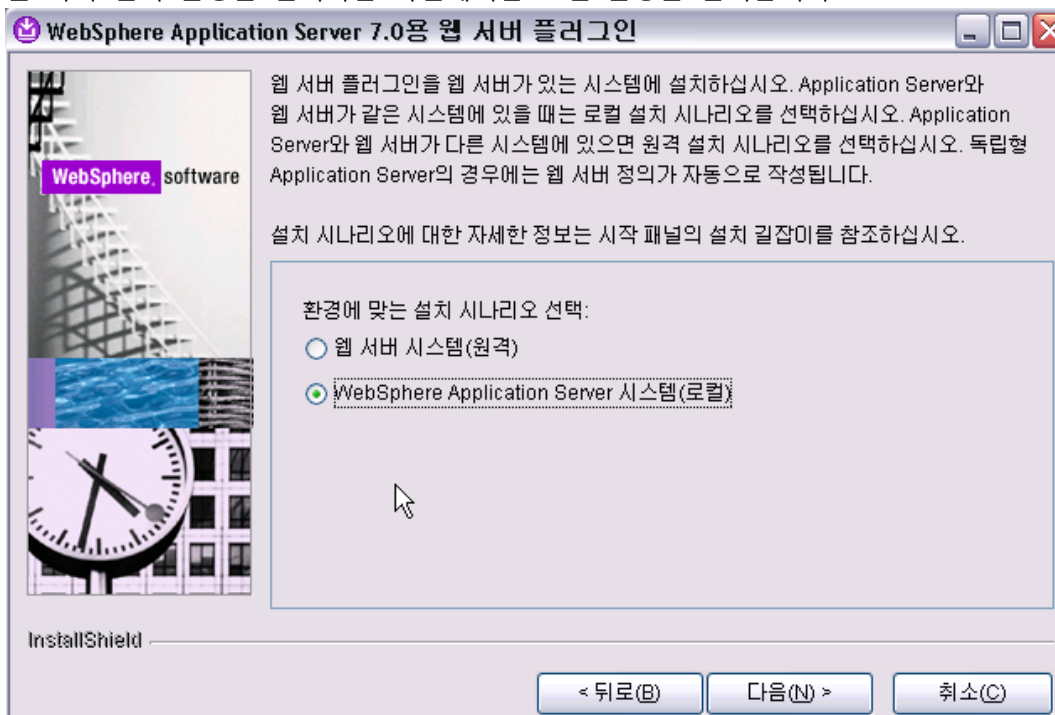 WebSphere Application Server 7.0용 웹 서버 플러그인
웹 서버 플러그인을 웹 서버가 있는 시스템에 설치하십시오. Application Server와
웹 서버가 같은 시스템에 있을 때는 로컬 설치 시나리오를 선택하십시오. Application
Server와 웹 서버가 다른 시스템에 있으면 원격 설치 시나리오를 선택하십시오. 독립형
Application Server의 경우에는 웹 서버 정의가 자동으로 작성됩니다.
설치 시나리오에 대한 자세한 정보는 시작 패널의 설치 길잡이를 참조하십시오.
WebSphere. software
환경에 맞는 설치 시나리오 선택:
웹 서버 시스템(원격)
WebSphere Application Server 시스템(로컬)
InstallShield
< 뒤로(B)
다음(N) >
취소(C)